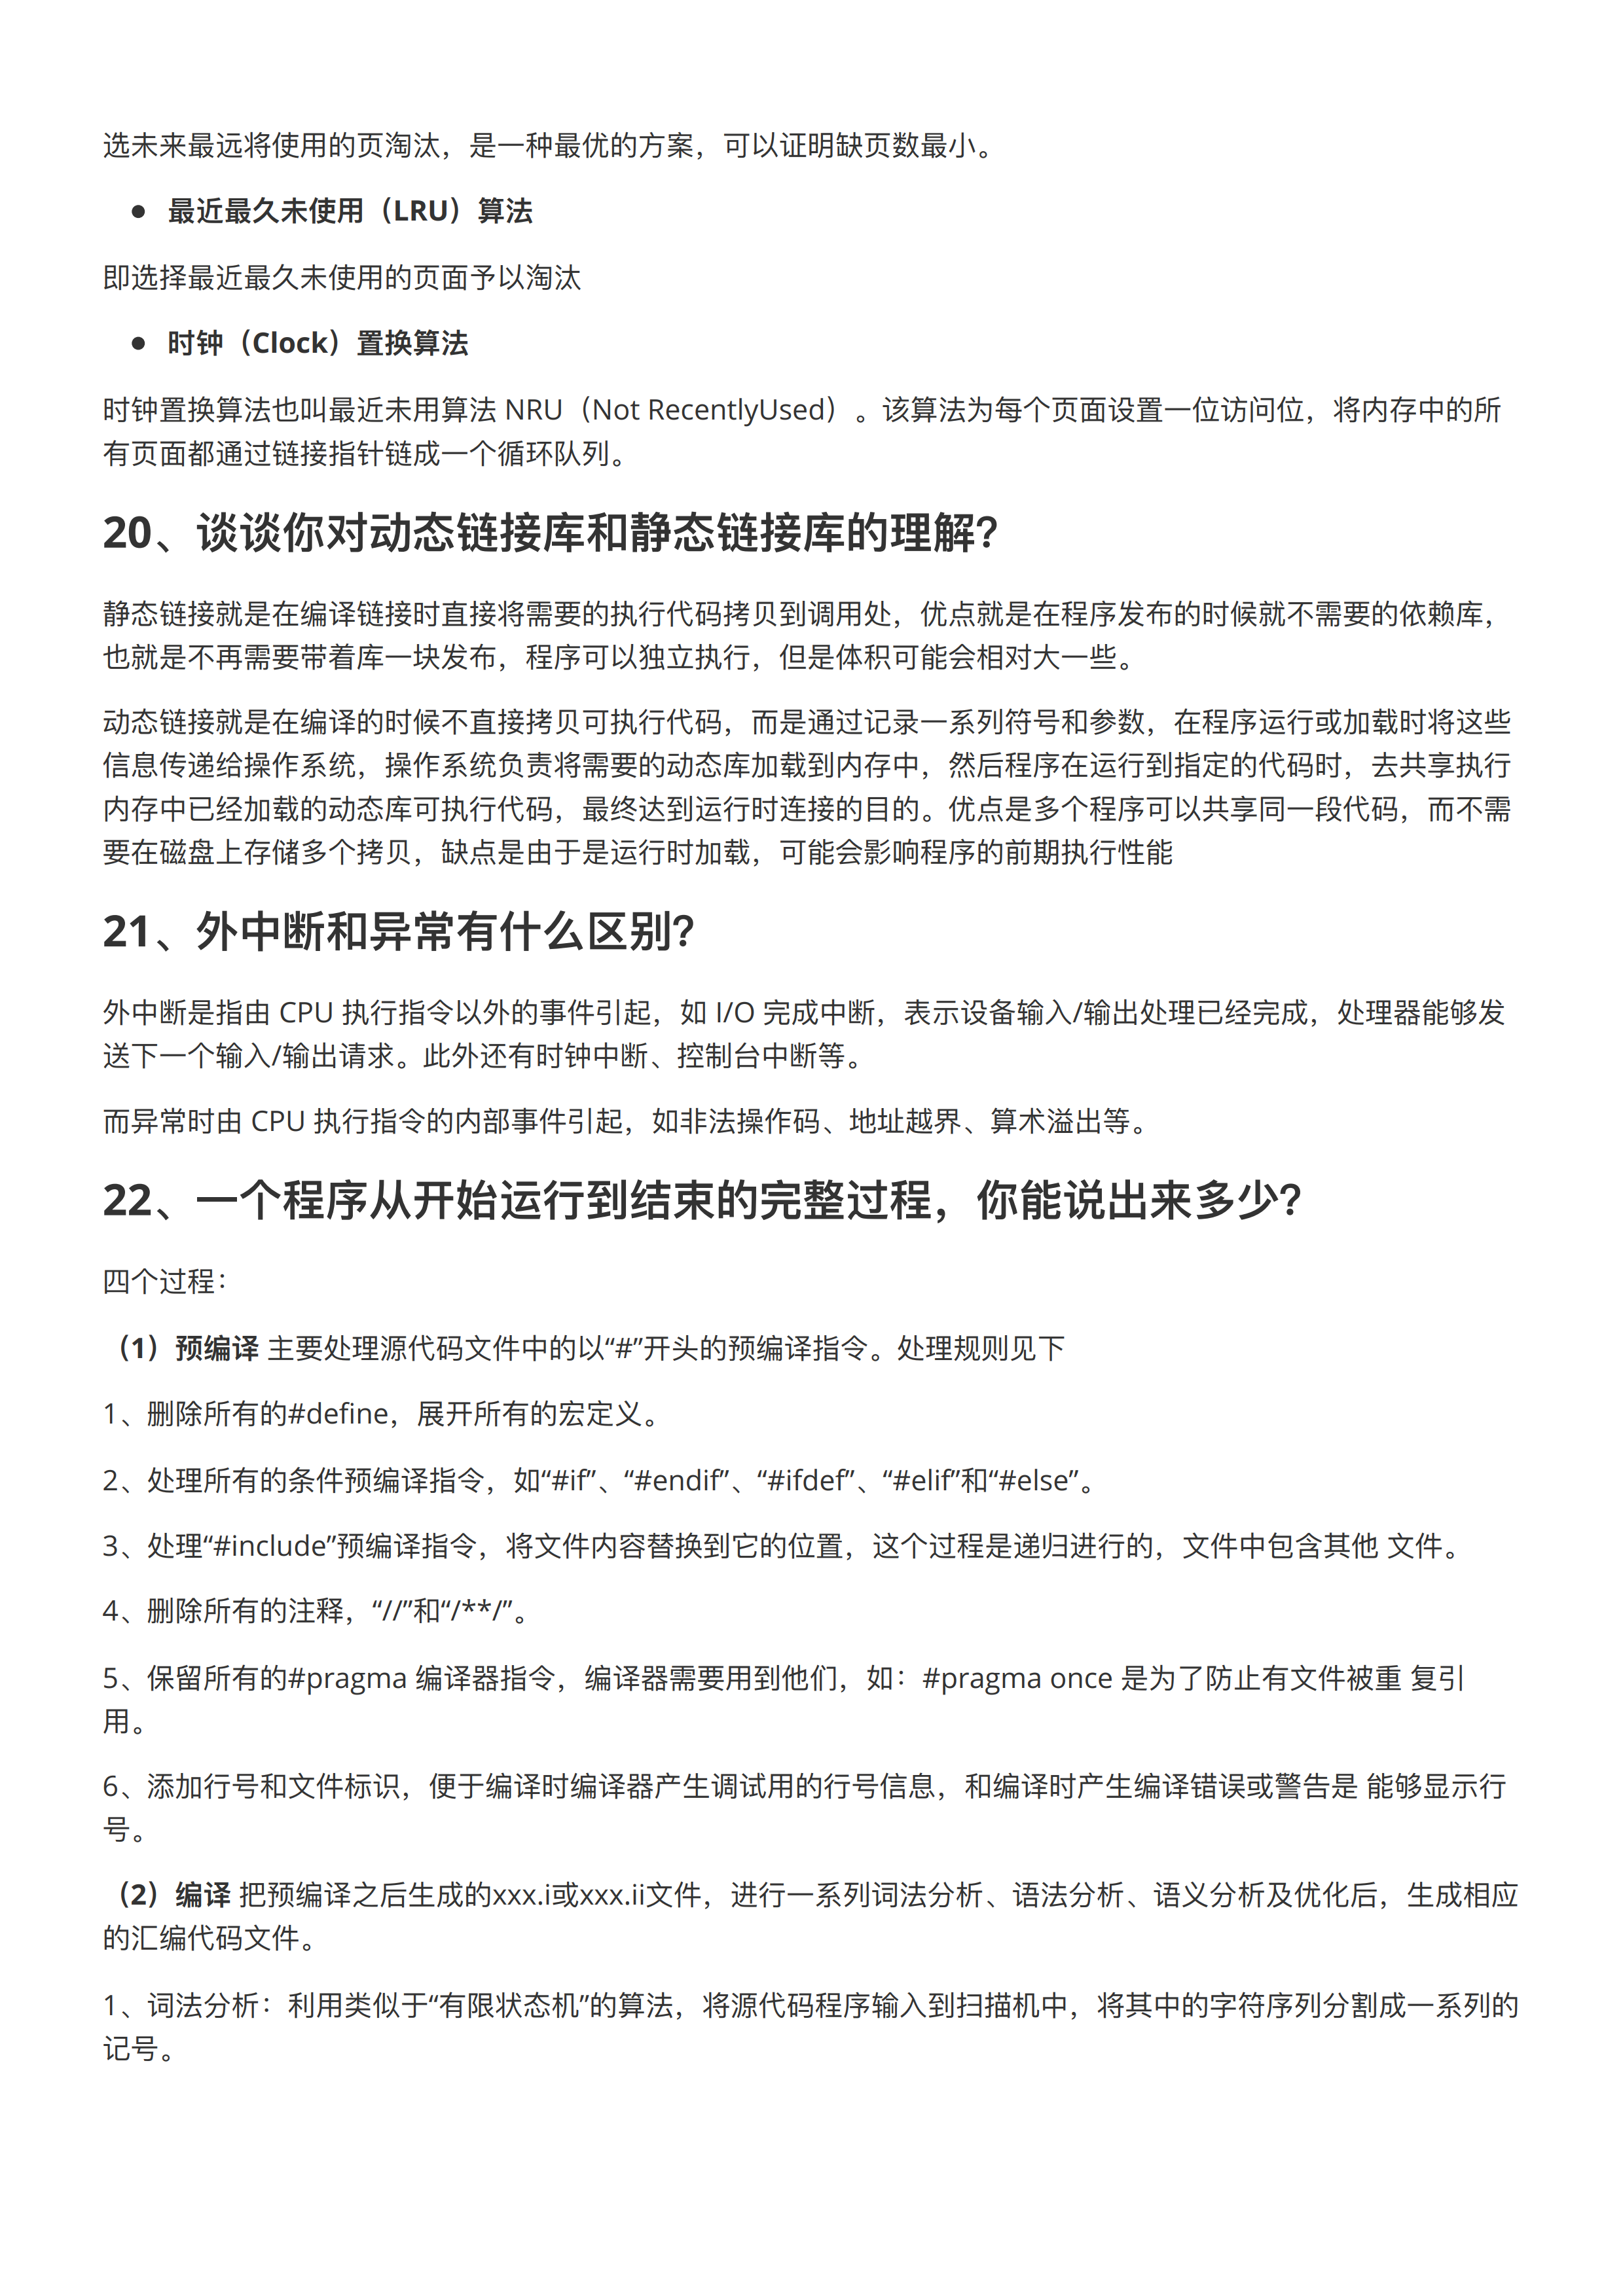 选未来最远将使用的页淘汰，是一种最优的方案，可以证明缺页数最小。
● 最近最久未使用（LRU）算法
即选择最近最久未使用的页面予以淘汰
● 时钟（Clock）置换算法
时钟置换算法也叫最近未用算法 NRU（Not RecentlyUsed）。该算法为每个页面设置一位访问位，将内存中的所
有页面都通过链接指针链成一个循环队列。
20、谈谈你对动态链接库和静态链接库的理解？
静态链接就是在编译链接时直接将需要的执行代码拷贝到调用处，优点就是在程序发布的时候就不需要的依赖库，
也就是不再需要带着库一块发布，程序可以独立执行，但是体积可能会相对大一些。
动态链接就是在编译的时候不直接拷贝可执行代码，而是通过记录一系列符号和参数，在程序运行或加载时将这些
信息传递给操作系统，操作系统负责将需要的动态库加载到内存中，然后程序在运行到指定的代码时，去共享执行
内存中已经加载的动态库可执行代码，最终达到运行时连接的目的。优点是多个程序可以共享同一段代码，而不需
要在磁盘上存储多个拷贝，缺点是由于是运行时加载，可能会影响程序的前期执行性能
21、外中断和异常有什么区别？
外中断是指由 CPU 执行指令以外的事件引起，如 I/O 完成中断，表示设备输入/输出处理已经完成，处理器能够发
送下一个输入/输出请求。此外还有时钟中断、控制台中断等。
而异常时由 CPU 执行指令的内部事件引起，如非法操作码、地址越界、算术溢出等。
22、一个程序从开始运行到结束的完整过程，你能说出来多少？
四个过程：
（1）预编译 主要处理源代码文件中的以“#”开头的预编译指令。处理规则见下
1、删除所有的#define，展开所有的宏定义。
2、处理所有的条件预编译指令，如“#if”、“#endif”、“#ifdef”、“#elif”和“#else”。
3、处理“#include”预编译指令，将文件内容替换到它的位置，这个过程是递归进行的，文件中包含其他 文件。
4、删除所有的注释，“//”和“/**/”。
5、保留所有的#pragma 编译器指令，编译器需要用到他们，如：#pragma once 是为了防止有文件被重 复引
用。
6、添加行号和文件标识，便于编译时编译器产生调试用的行号信息，和编译时产生编译错误或警告是 能够显示行
号。
（2）编译 把预编译之后生成的xxx.i或xxx.ii文件，进行一系列词法分析、语法分析、语义分析及优化后，生成相应
的汇编代码文件。
1、词法分析：利用类似于“有限状态机”的算法，将源代码程序输入到扫描机中，将其中的字符序列分割成一系列的
记号。